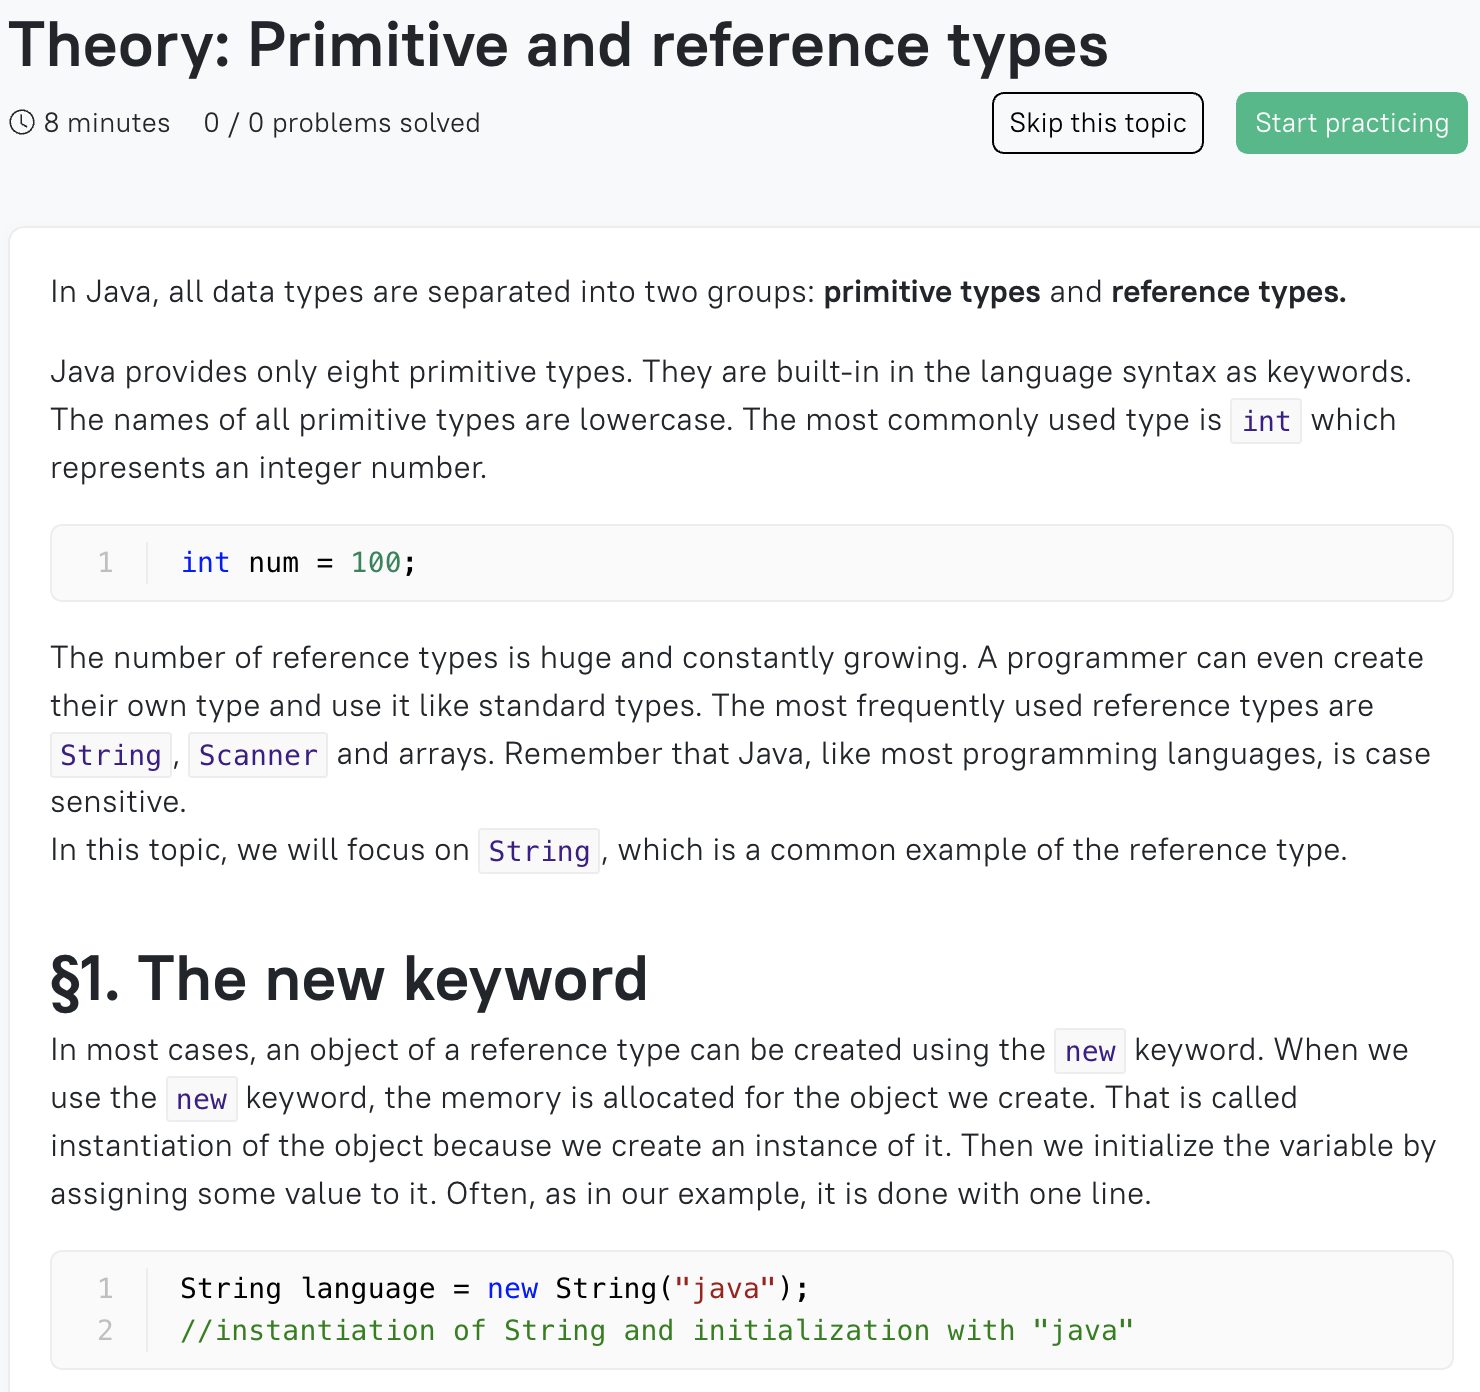 Theory: Primitive and reference types
8 minutes 0 / 0 problems solved
Skip this topic
Start practicing
In Java, all data types are separated into two groups: primitive types and reference types.
Java provides only eight primitive types. They are built-in in the language syntax as keywords.
The names of all primitive types are lowercase. The most commonly used type is int which
represents an integer number.
1 int num = 100;
The number of reference types is huge and constantly growing. A programmer can even create
their own type and use it like standard types. The most frequently used reference types are
String, Scanner and arrays. Remember that Java, like most programming languages, is case
sensitive.
In this topic, we will focus on String, which is a common example of the reference type.
§1. The new keyword
In most cases, an object of a reference type can be created using the new keyword. When we
use the new keyword, the memory is allocated for the object we create. That is called
instantiation of the object because we create an instance of it. Then we initialize the variable by
assigning some value to it. Often, as in our example, it is done with one line.
1 String language = new String("java");
2 //instantiation of String and initialization with "java"